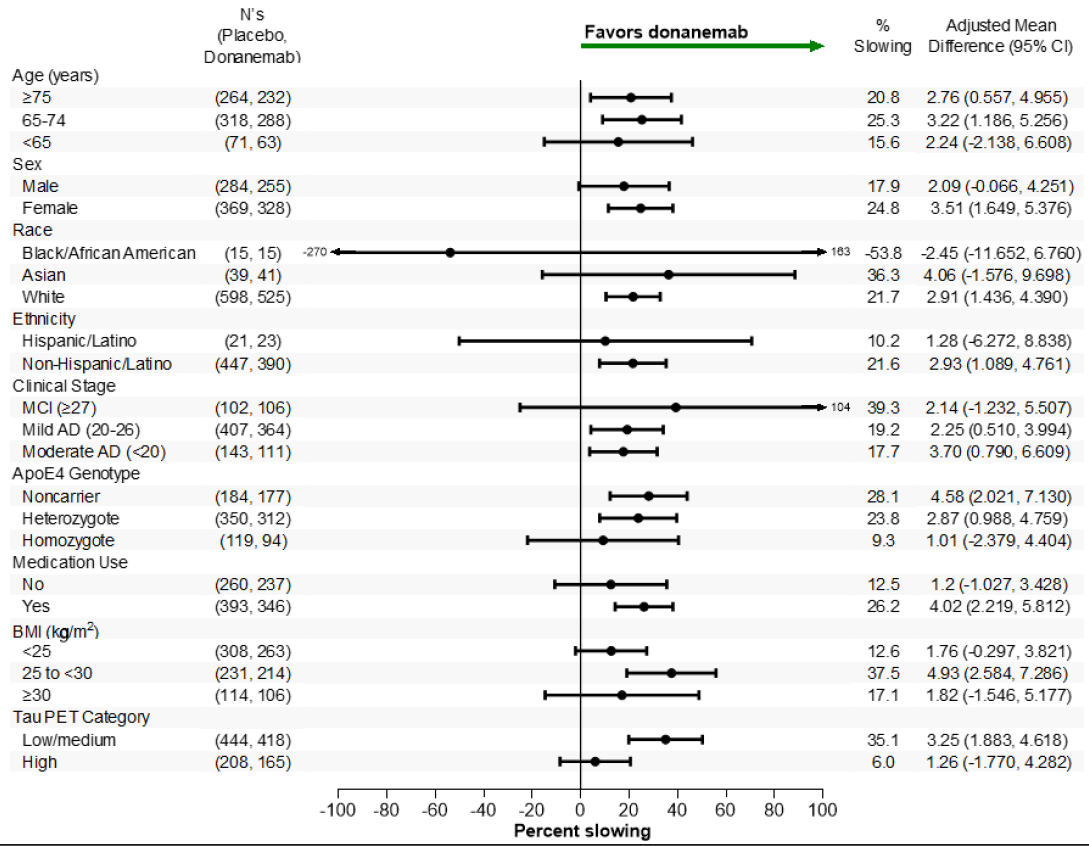 N's
(Placebo,
Donanemab)
Favors donanemab
%
Slowing
Adjusted Mean
Difference (95% CI)
Age (years)
≥75 (264, 232) 20.8 2.76 (0.557, 4.955)
65-74 (318, 288) 25.3 3.22 (1.186, 5.256)
<65 (71, 63) 15.6 2.24 (-2.138, 6.608)
Sex
Male (284, 255) 17.9 2.09 (-0.066, 4.251)
Female (369, 328) 24.8 3.51 (1.649, 5.376)
Race
Black/African American (15, 15) -270 163 -53.8 -2.45 (-11.652, 6.760)
Asian (39, 41) 36.3 4.06 (-1.576, 9.698)
White (598, 525) 21.7 2.91 (1.436, 4.390)
Ethnicity
Hispanic/Latino (21, 23) 10.2 1.28 (-6.272, 8.838)
Non-Hispanic/Latino (447, 390) 21.6 2.93 (1.089, 4.761)
Clinical Stage
MCI (≥27) (102, 106) 104 39.3 2.14 (-1.232, 5.507)
Mild AD (20-26) (407, 364) 19.2 2.25 (0.510, 3.994)
Moderate AD (<20) (143, 111) 17.7 3.70 (0.790, 6.609)
ApoE4 Genotype
Noncarrier (184, 177) 28.1 4.58 (2.021, 7.130)
Heterozygote (350, 312) 23.8 2.87 (0.988, 4.759)
Homozygote (119, 94) 9.3 1.01 (-2.379, 4.404)
Medication Use
No (260, 237) 12.5 1.2 (-1.027, 3.428)
Yes (393, 346) 26.2 4.02 (2.219, 5.812)
BMI (kg/m²)
<25 (308, 263) 12.6 1.76 (-0.297, 3.821)
25 to <30 (231, 214) 37.5 4.93 (2.584, 7.286)
≥30 (114, 106) 17.1 1.82 (-1.546, 5.177)
Tau PET Category
Low/medium (444, 418) 35.1 3.25 (1.883, 4.618)
High (208, 165) 6.0 1.26 (-1.770, 4.282)
-100 -80 -60 -40 -20 0 20 40 60 80 100
Percent slowing